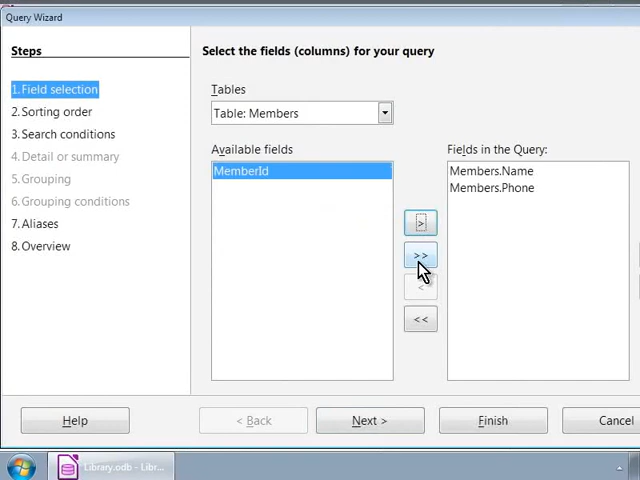 Query Wizard
Steps
Select the fields (columns) for your query
1.Field selection
2.Sorting order
3.Search conditions
4.Detail or summary
5.Grouping
6.Grouping conditions
7.Aliases
8.Overview
Tables
Table: Members
Available fields
MemberId
Fields in the Query:
Members.Name
Members.Phone
>
>>
<
<<
Help
< Back
Next >
Finish
Cancel
Library.odb - Libr...